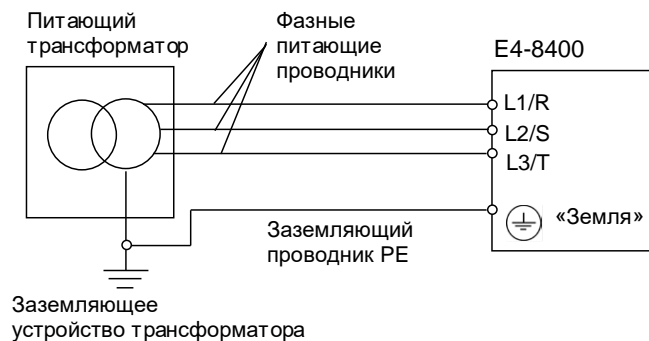 Питающий
трансформатор
Фазные
питающие
проводники
E4-8400
L1/R
L2/S
L3/T
«Земля»
Заземляющий
проводник PE
Заземляющее
устройство трансформатора